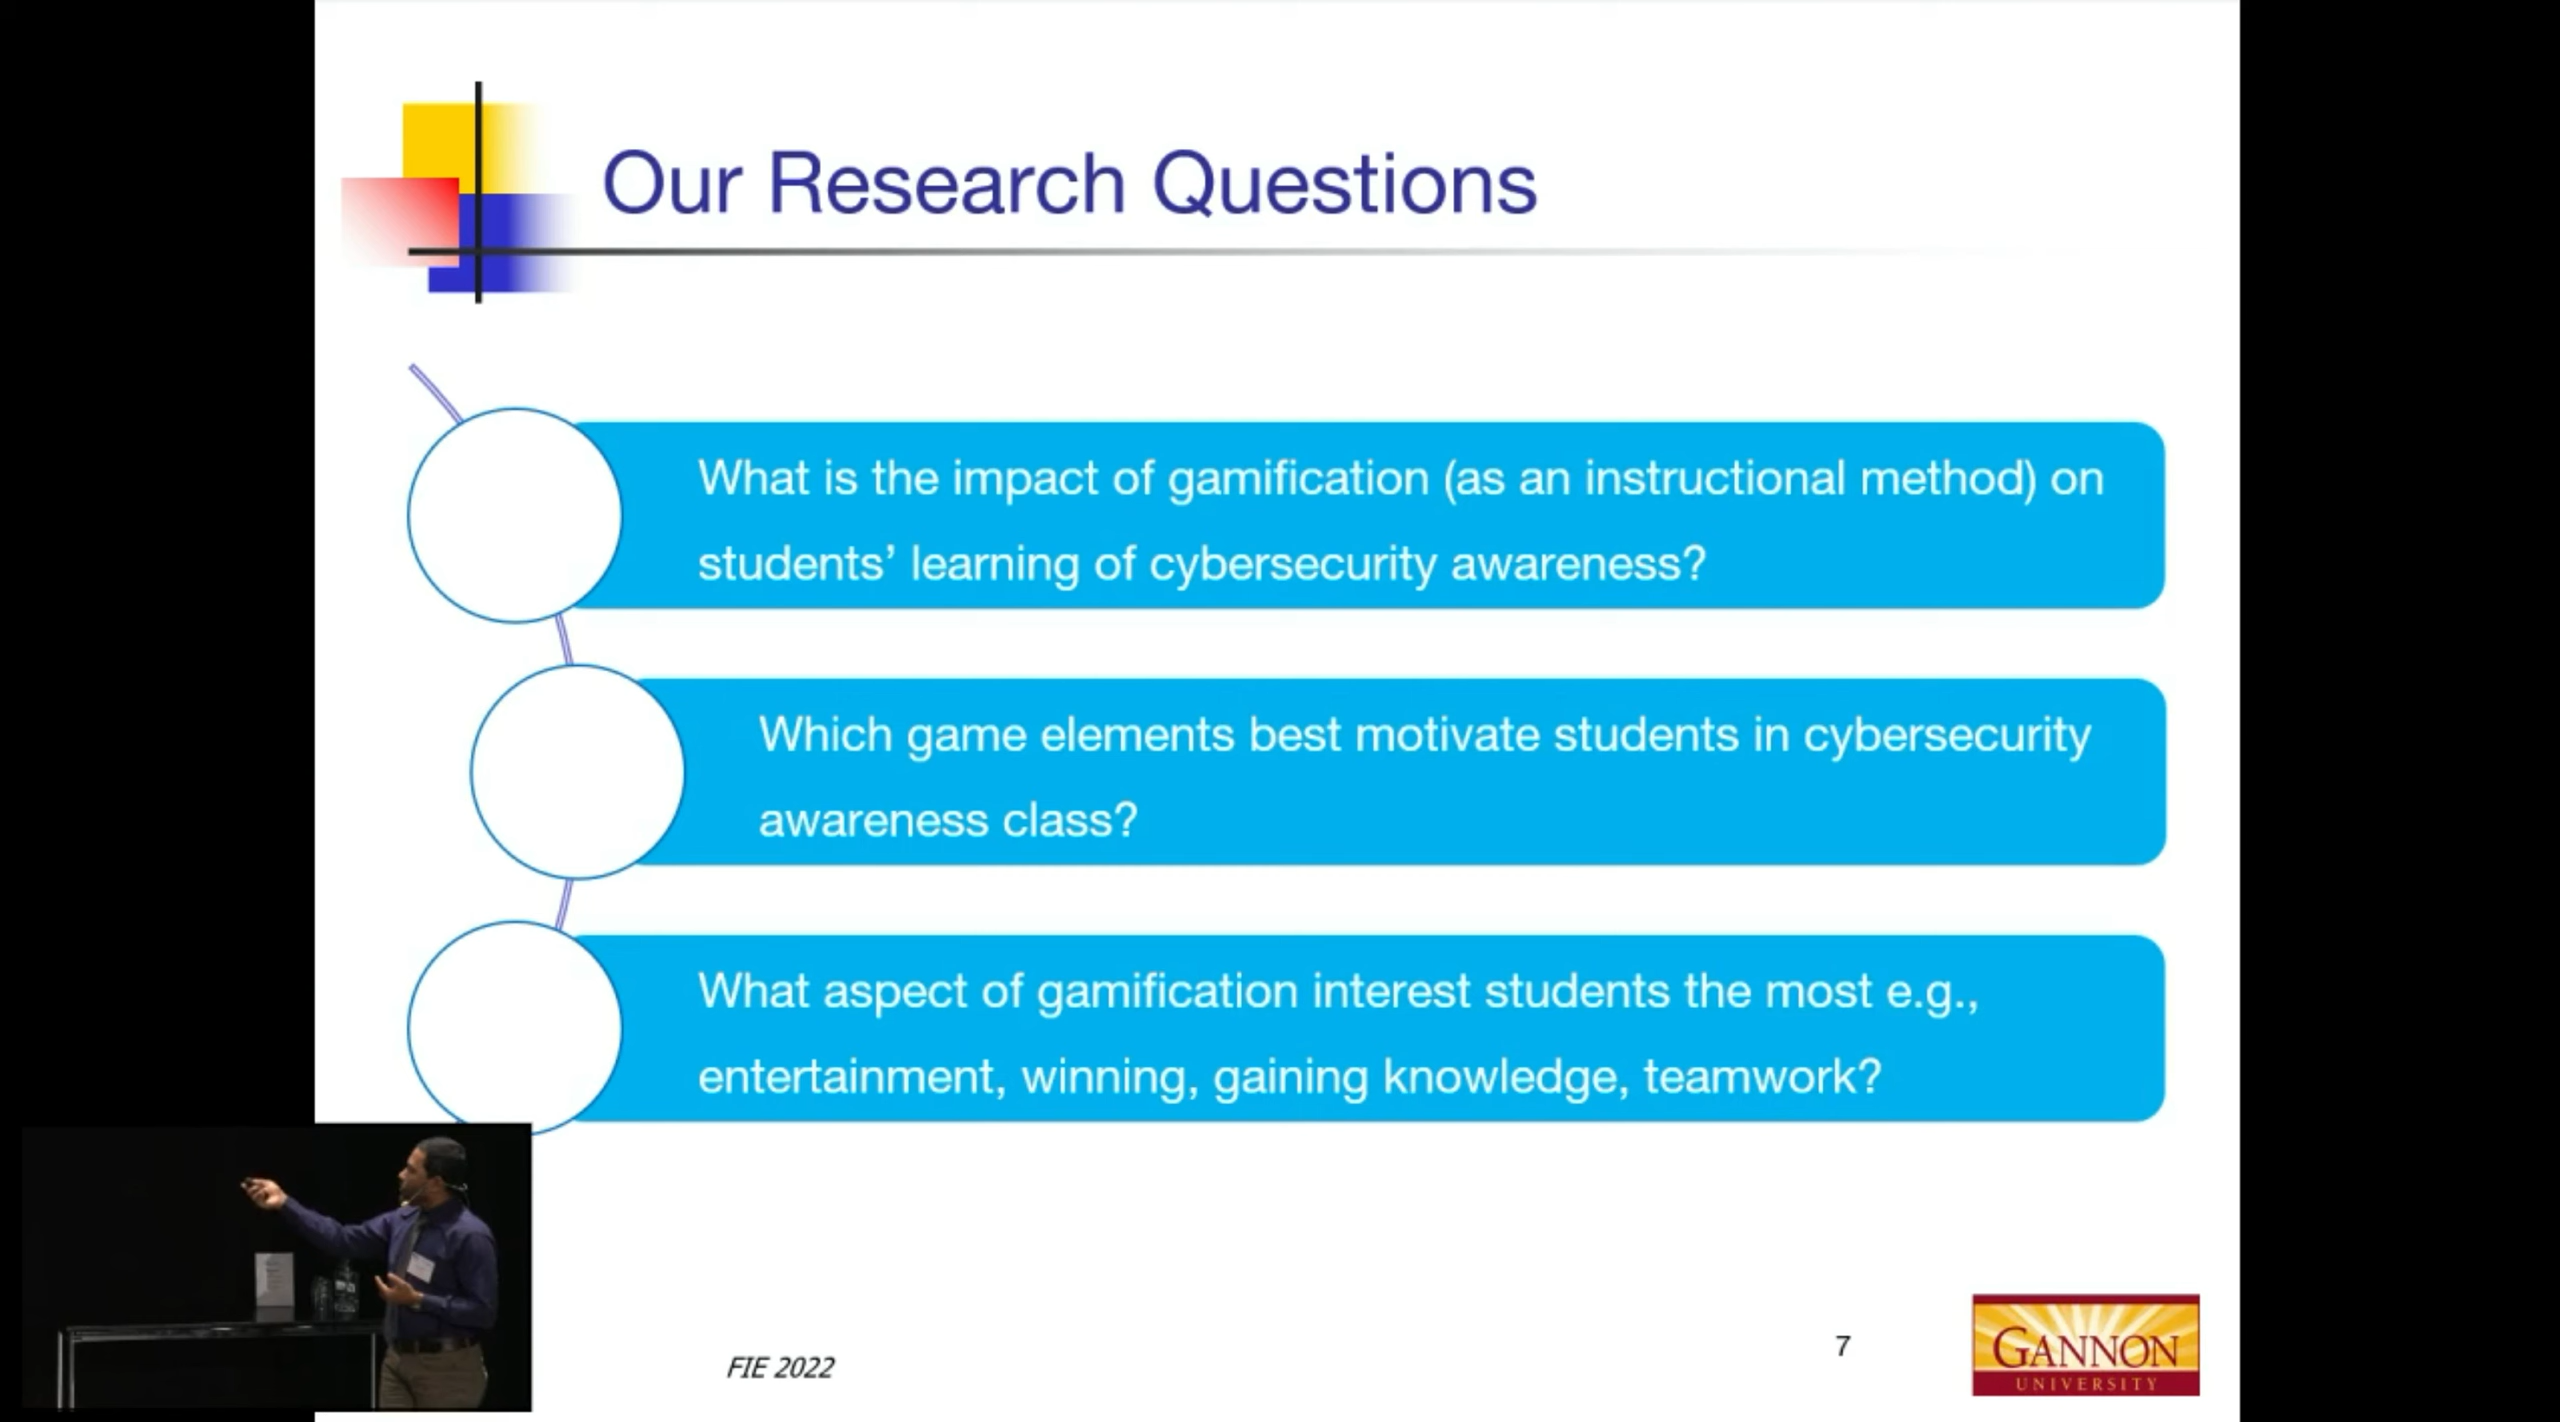 Our Research Questions
What is the impact of gamification (as an instructional method) on
students’ learning of cybersecurity awareness?
Which game elements best motivate students in cybersecurity
awareness class?
What aspect of gamification interest students the most e.g.,
entertainment, winning, gaining knowledge, teamwork?
FIE 2022
7
GANNON
UNIVERSITY